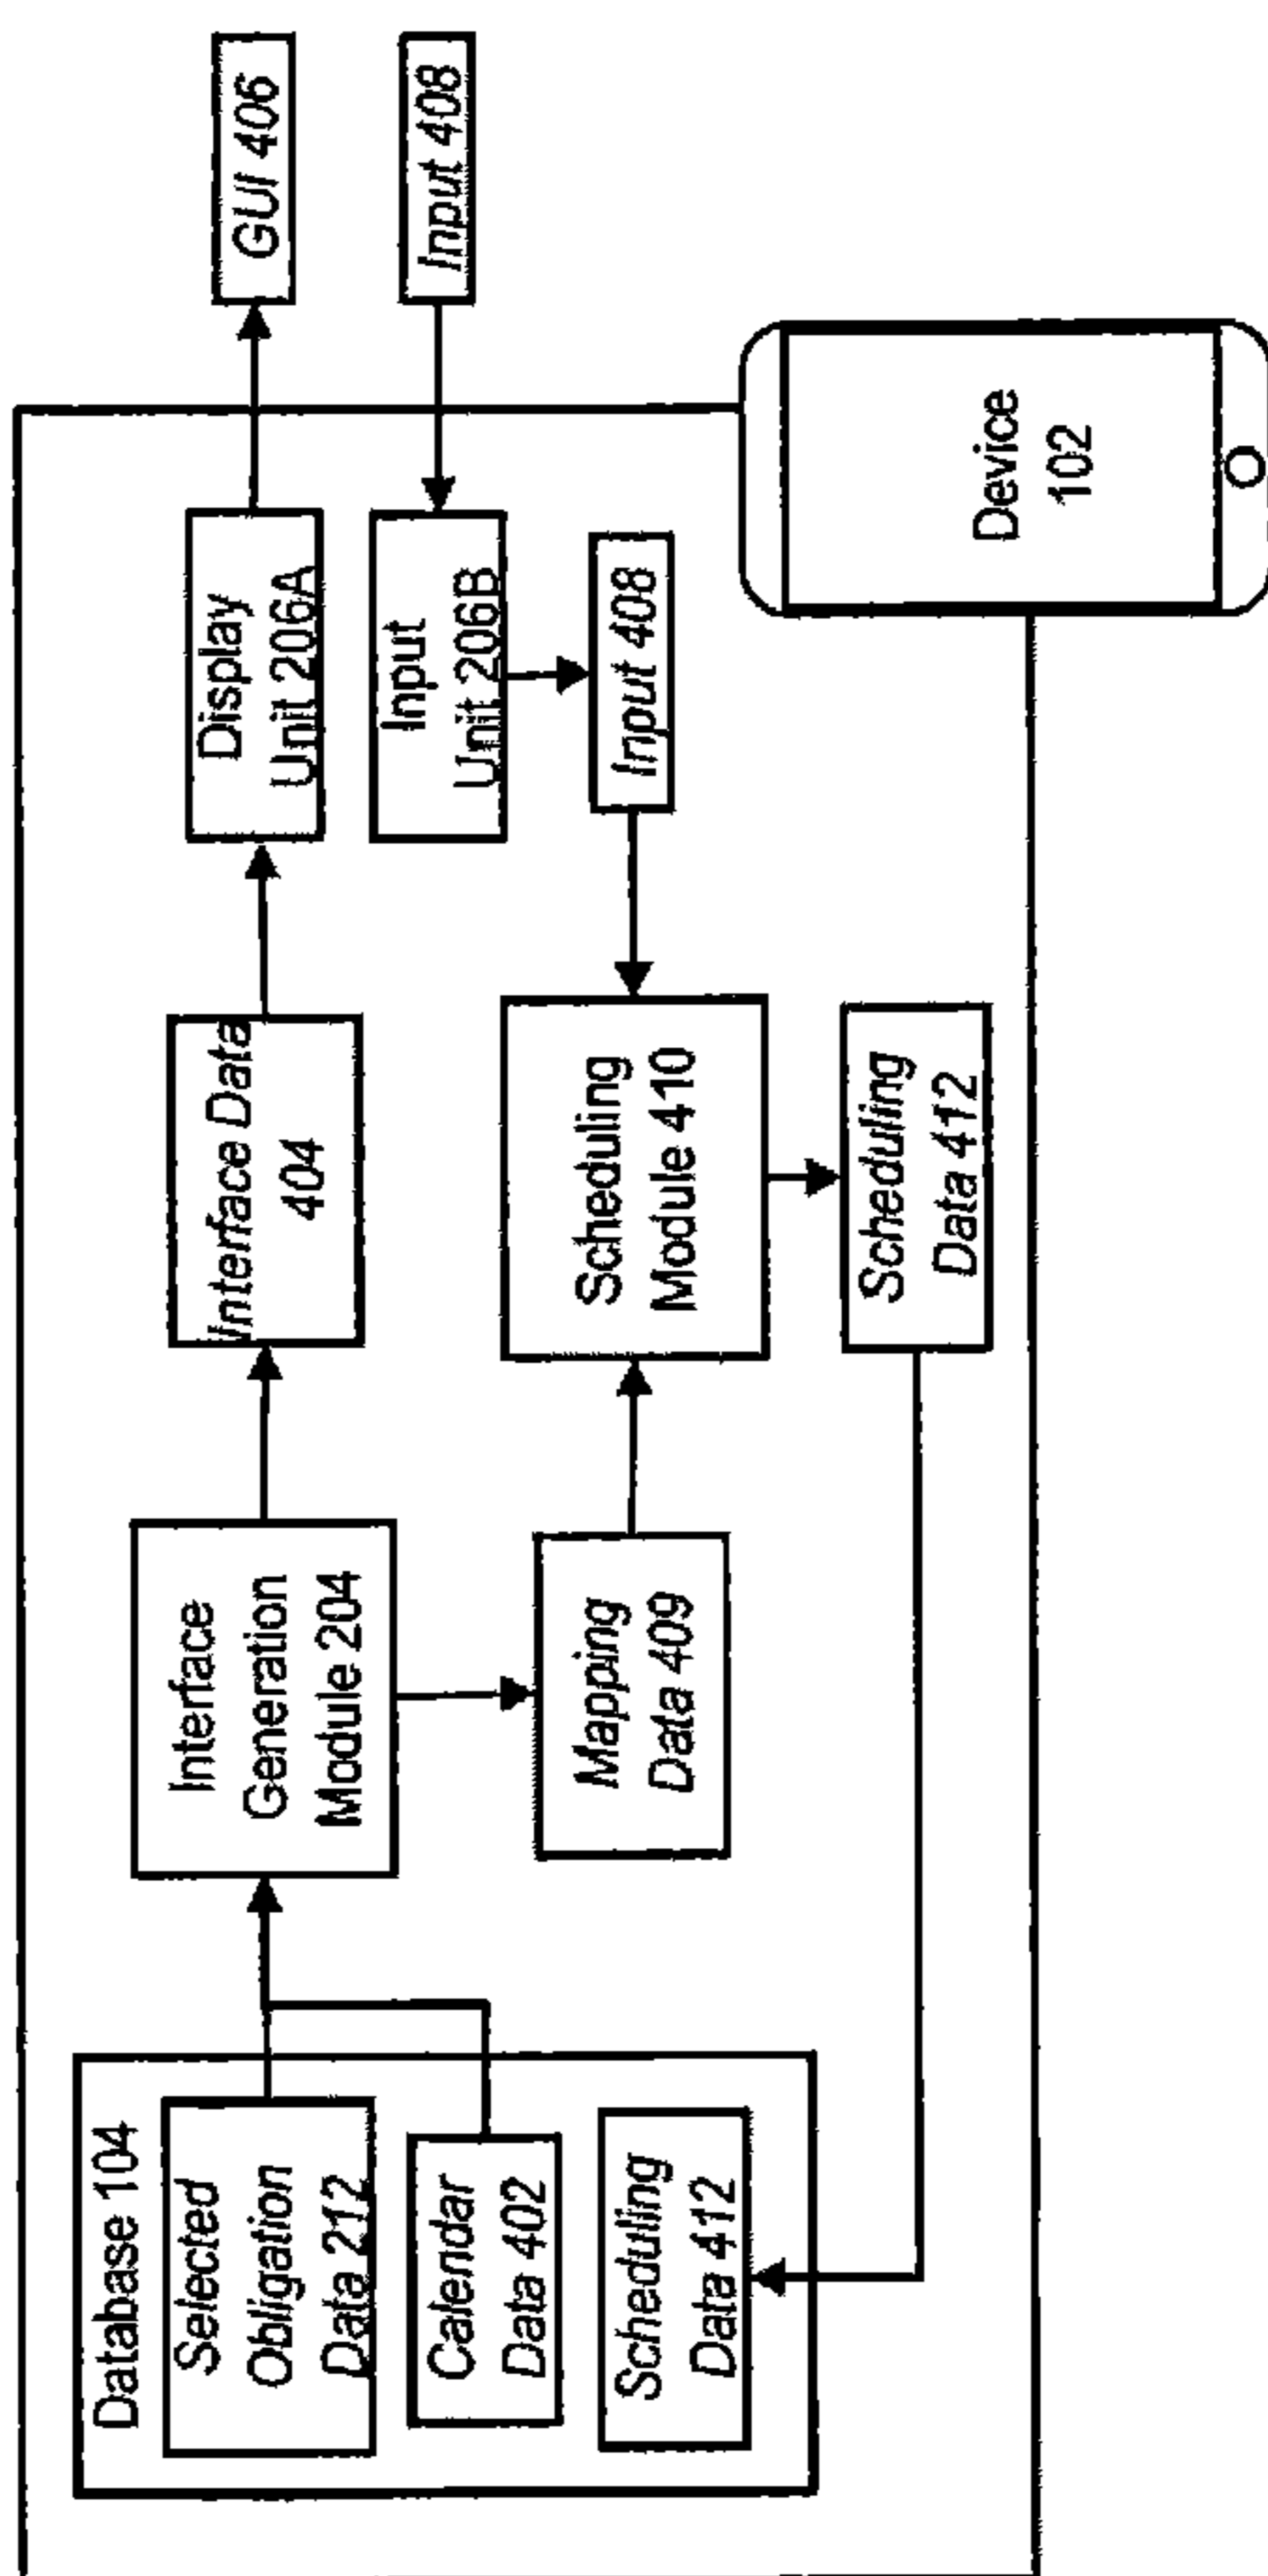 Database 104
Selected
Obligation
Data 212
Calendar
Data 402
Scheduling
Data 412
Interface
Generation
Module 204
Mapping
Data 409
Interface Data
404
Scheduling
Module 410
Scheduling
Data 412
Display
Unit 206A
Input
Unit 206B
Input 408
GUI 406
Input 408
Device
102